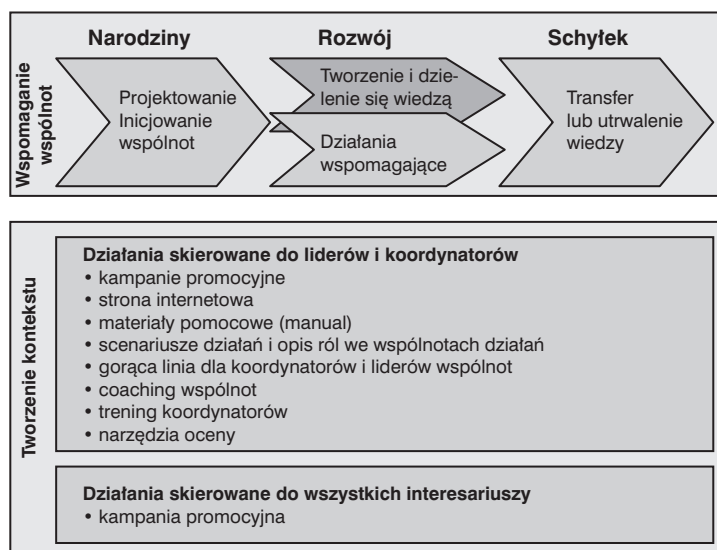 Narodziny
Rozwój
Schyłek
Wspomaganie
wspólnot
Projektowanie
Inicjowanie
wspólnot
Tworzenie i dzie-
lenie się wiedzą
Działania
wspomagające
Transfer
lub utrwalenie
wiedzy
Tworzenie kontekstu
Działania skierowane do liderów i koordynatorów
• kampanie promocyjne
• strona internetowa
• materiały pomocowe (manual)
• scenariusze działań i opis ról we wspólnotach działań
• gorąca linia dla koordynatorów i liderów wspólnot
• coaching wspólnot
• trening koordynatorów
• narzędzia oceny
Działania skierowane do wszystkich interesariuszy
• kampania promocyjna